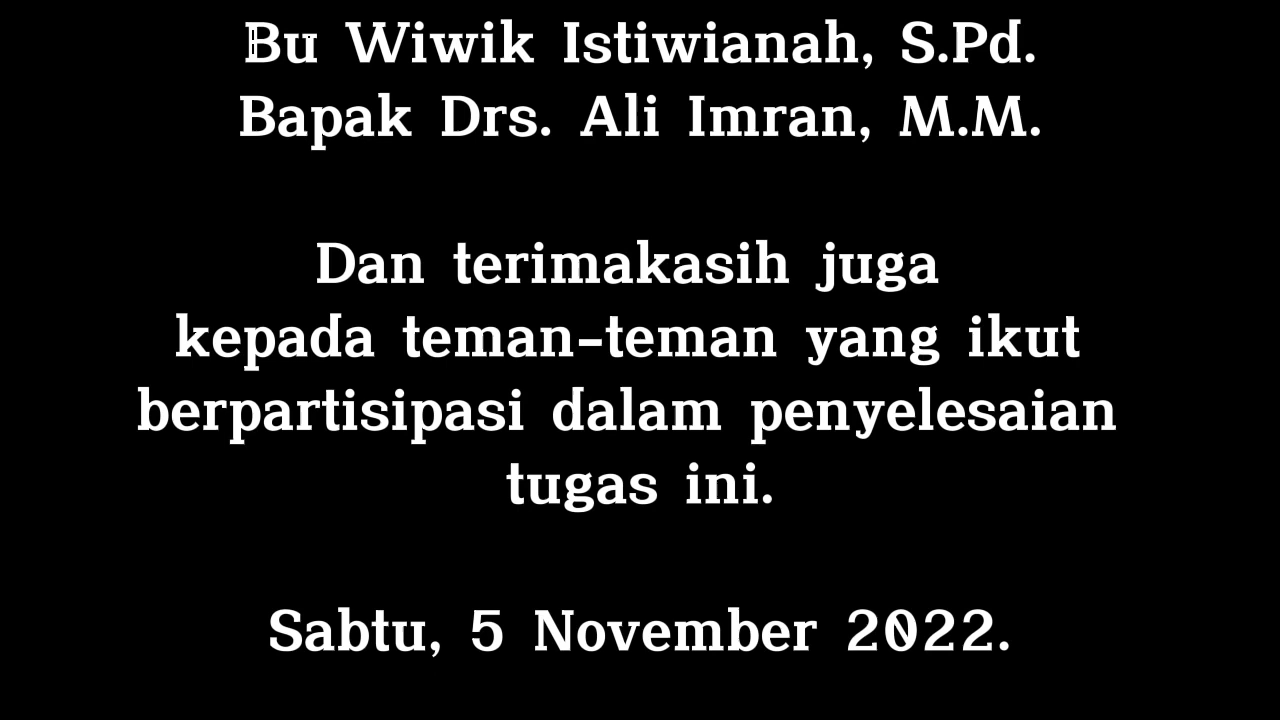 Bu Wiwik Istiwianah, S.Pd.
Bapak Drs. Ali Imran, M.M.
Dan terimakasih juga
kepada teman-teman yang ikut
berpartisipasi dalam penyelesaian
tugas ini.
Sabtu, 5 November 2022.